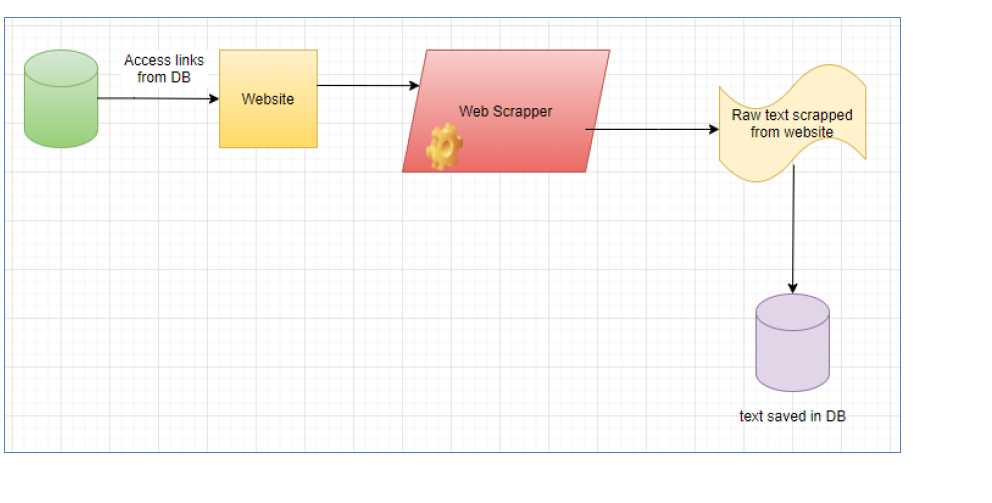 Access links
from DB
Website
Web Scrapper
Raw text scrapped
from website
text saved in DB